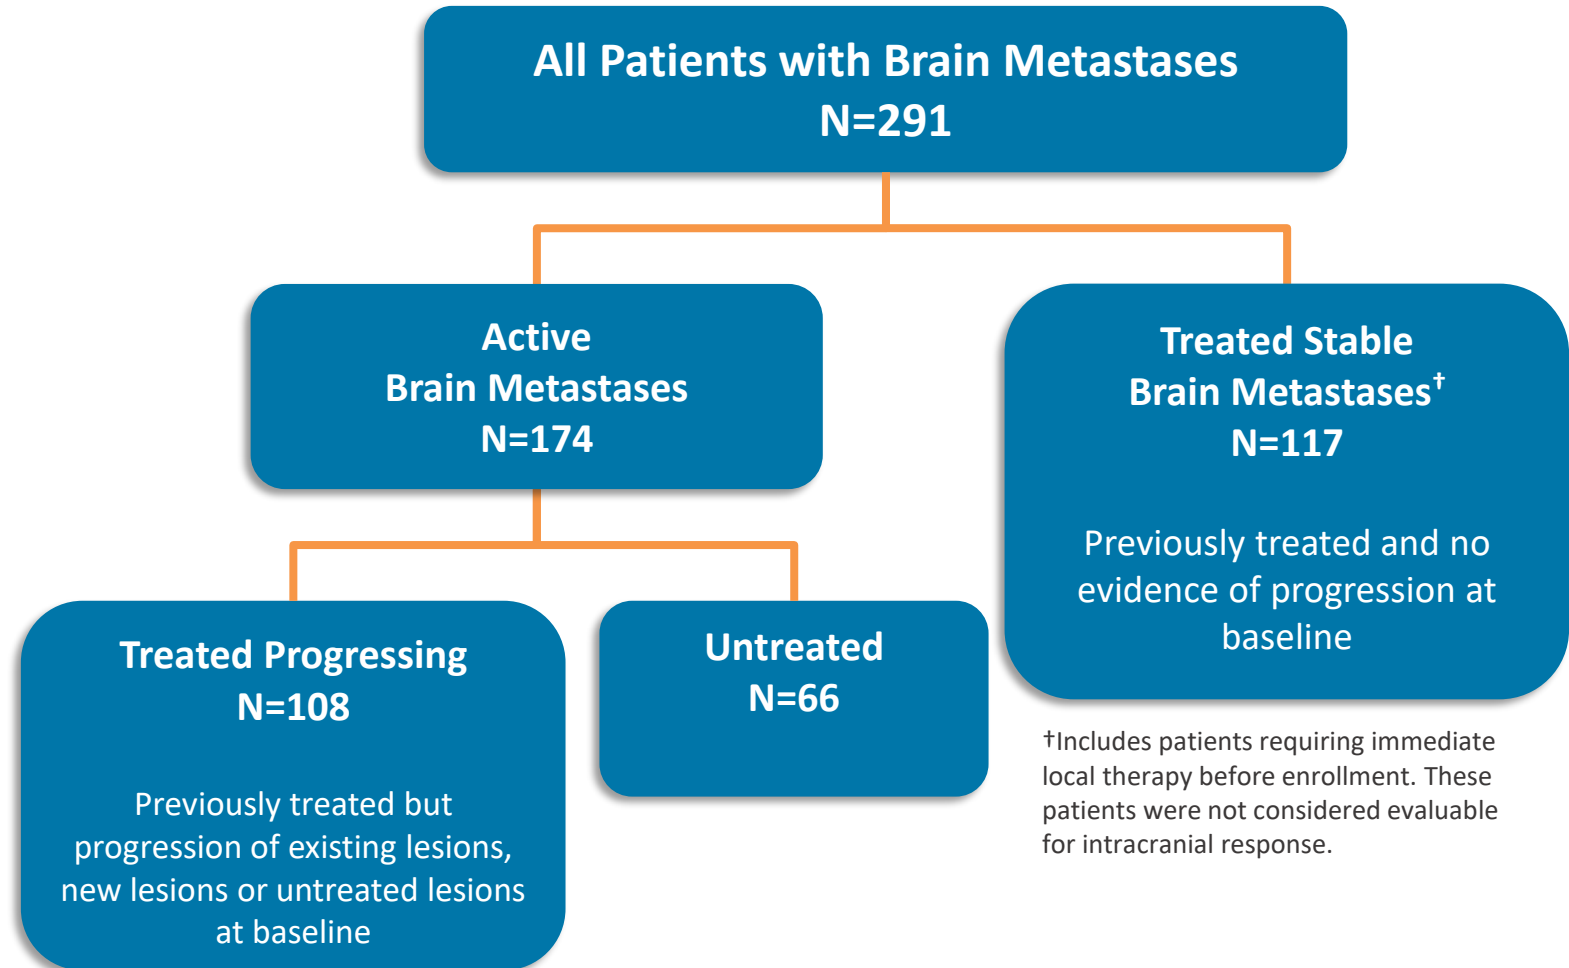 All Patients with Brain Metastases
N=291
Active
Brain Metastases
N=174
Treated Stable
Brain Metastases†
N=117
Previously treated and no
evidence of progression at
baseline
Treated Progressing
N=108
Previously treated but
progression of existing lesions,
new lesions or untreated lesions
at baseline
Untreated
N=66
†Includes patients requiring immediate
local therapy before enrollment. These
patients were not considered evaluable
for intracranial response.